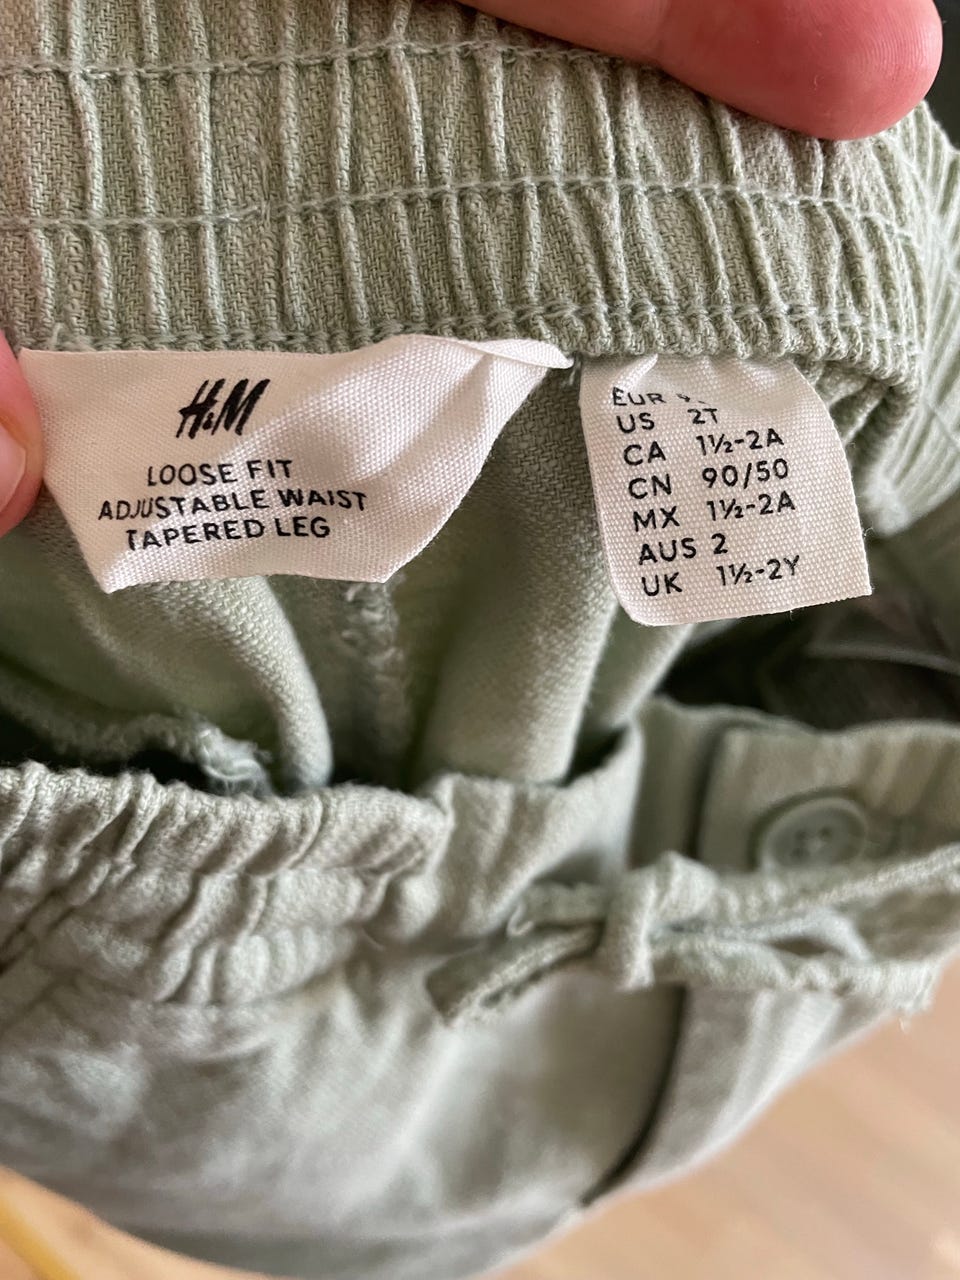 H&M
LOOSE FIT
ADJUSTABLE WAIST
TAPERED LEG
EUR
US 2T
CA 1½-2A
CN 90/50
MX 1½-2A
AUS 2
UK 1½-2Y